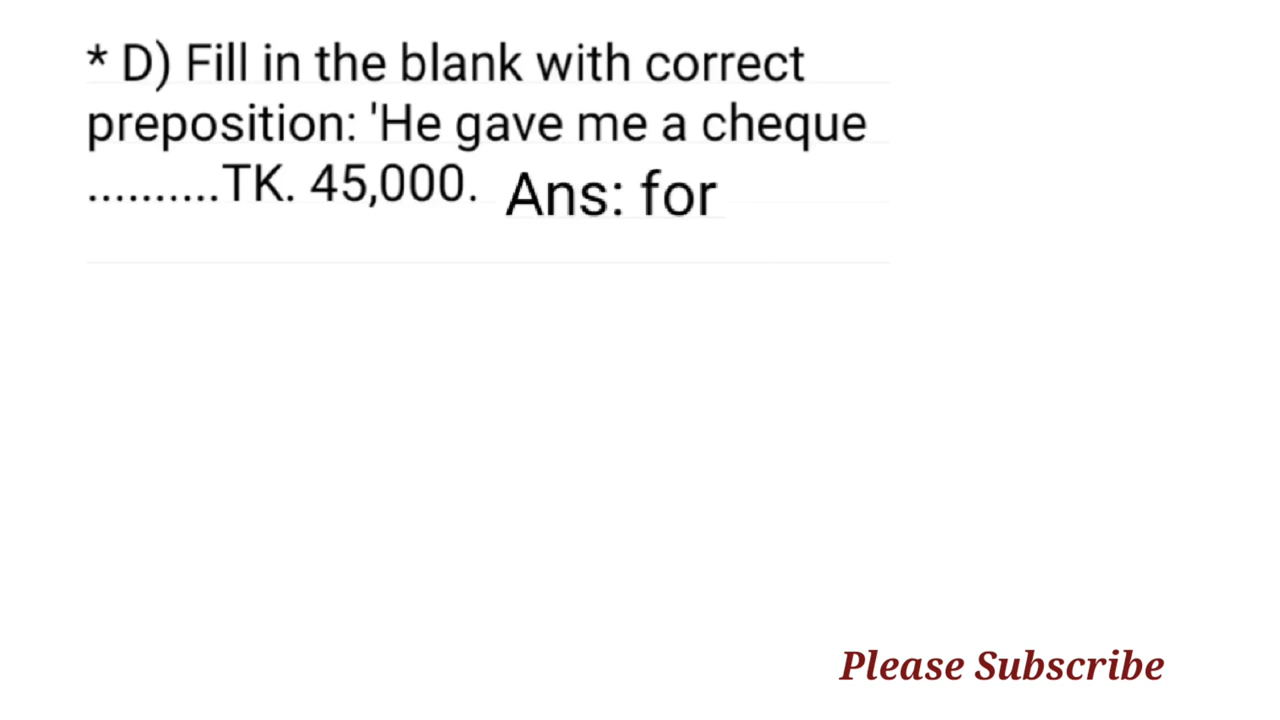 * D) Fill in the blank with correct
preposition: 'He gave me a cheque
..........TK. 45,000. Ans: for
Please Subscribe